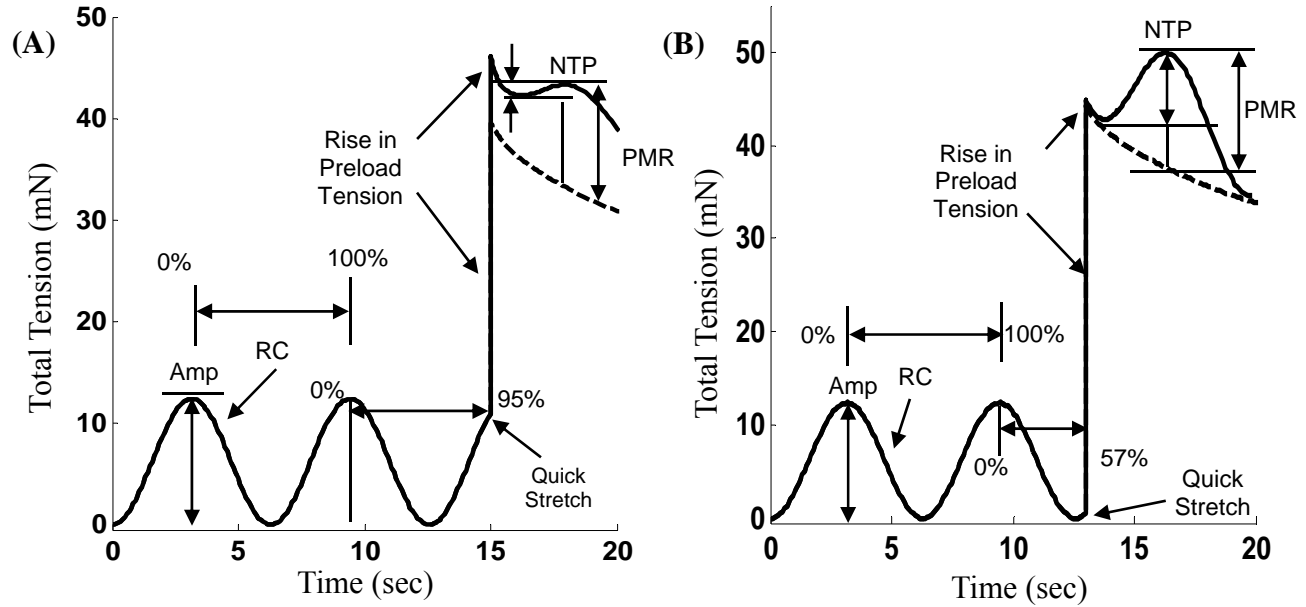 (A)
Total Tension (mN)
50
40
30
20
10
0
0
5
10
15
20
Time (sec)
NTP
PMR
Rise in
Preload
Tension
0%
100%
Amp
RC
0%
95%
Quick
Stretch
(B)
Total Tension (mN)
50
40
30
20
10
0
0
5
10
15
20
Time (sec)
NTP
PMR
Rise in
Preload
Tension
0%
100%
Amp
RC
0%
57%
Quick
Stretch